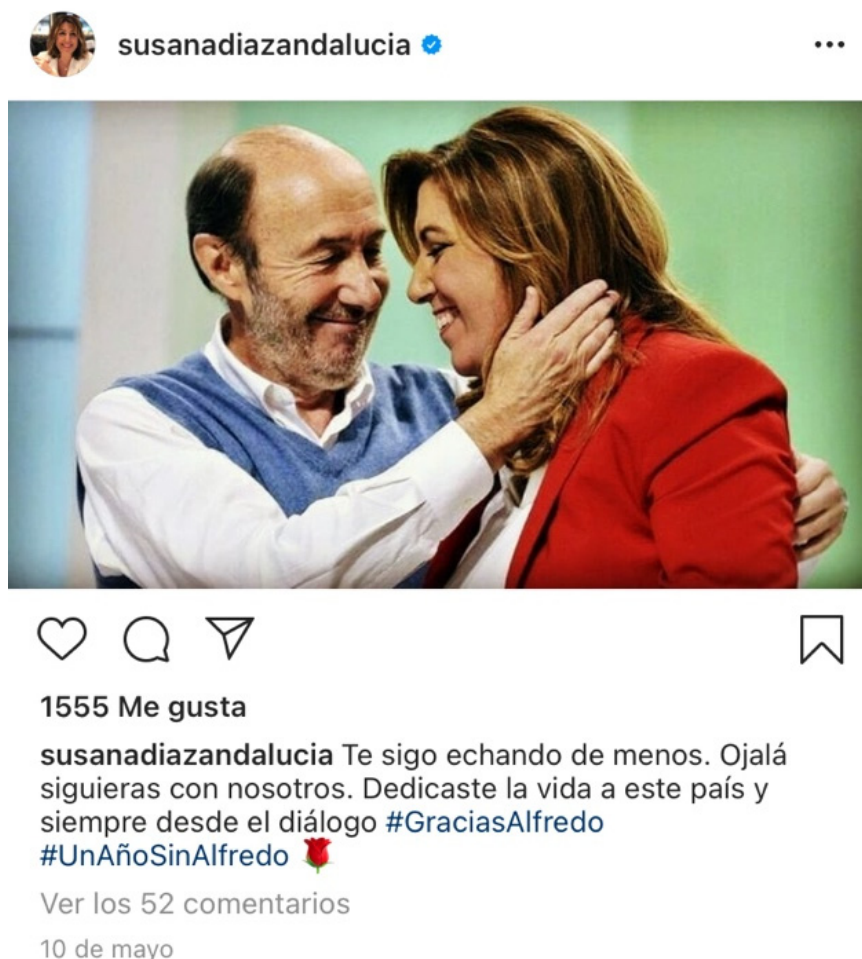 susanadiazandalucia
1555 Me gusta
susanadiazandalucia Te sigo echando de menos. Ojalá
siguieras con nosotros. Dedicaste la vida a este país y
siempre desde el diálogo #GraciasAlfredo
#UnAñoSinAlfredo 🌹
Ver los 52 comentarios
10 de mayo